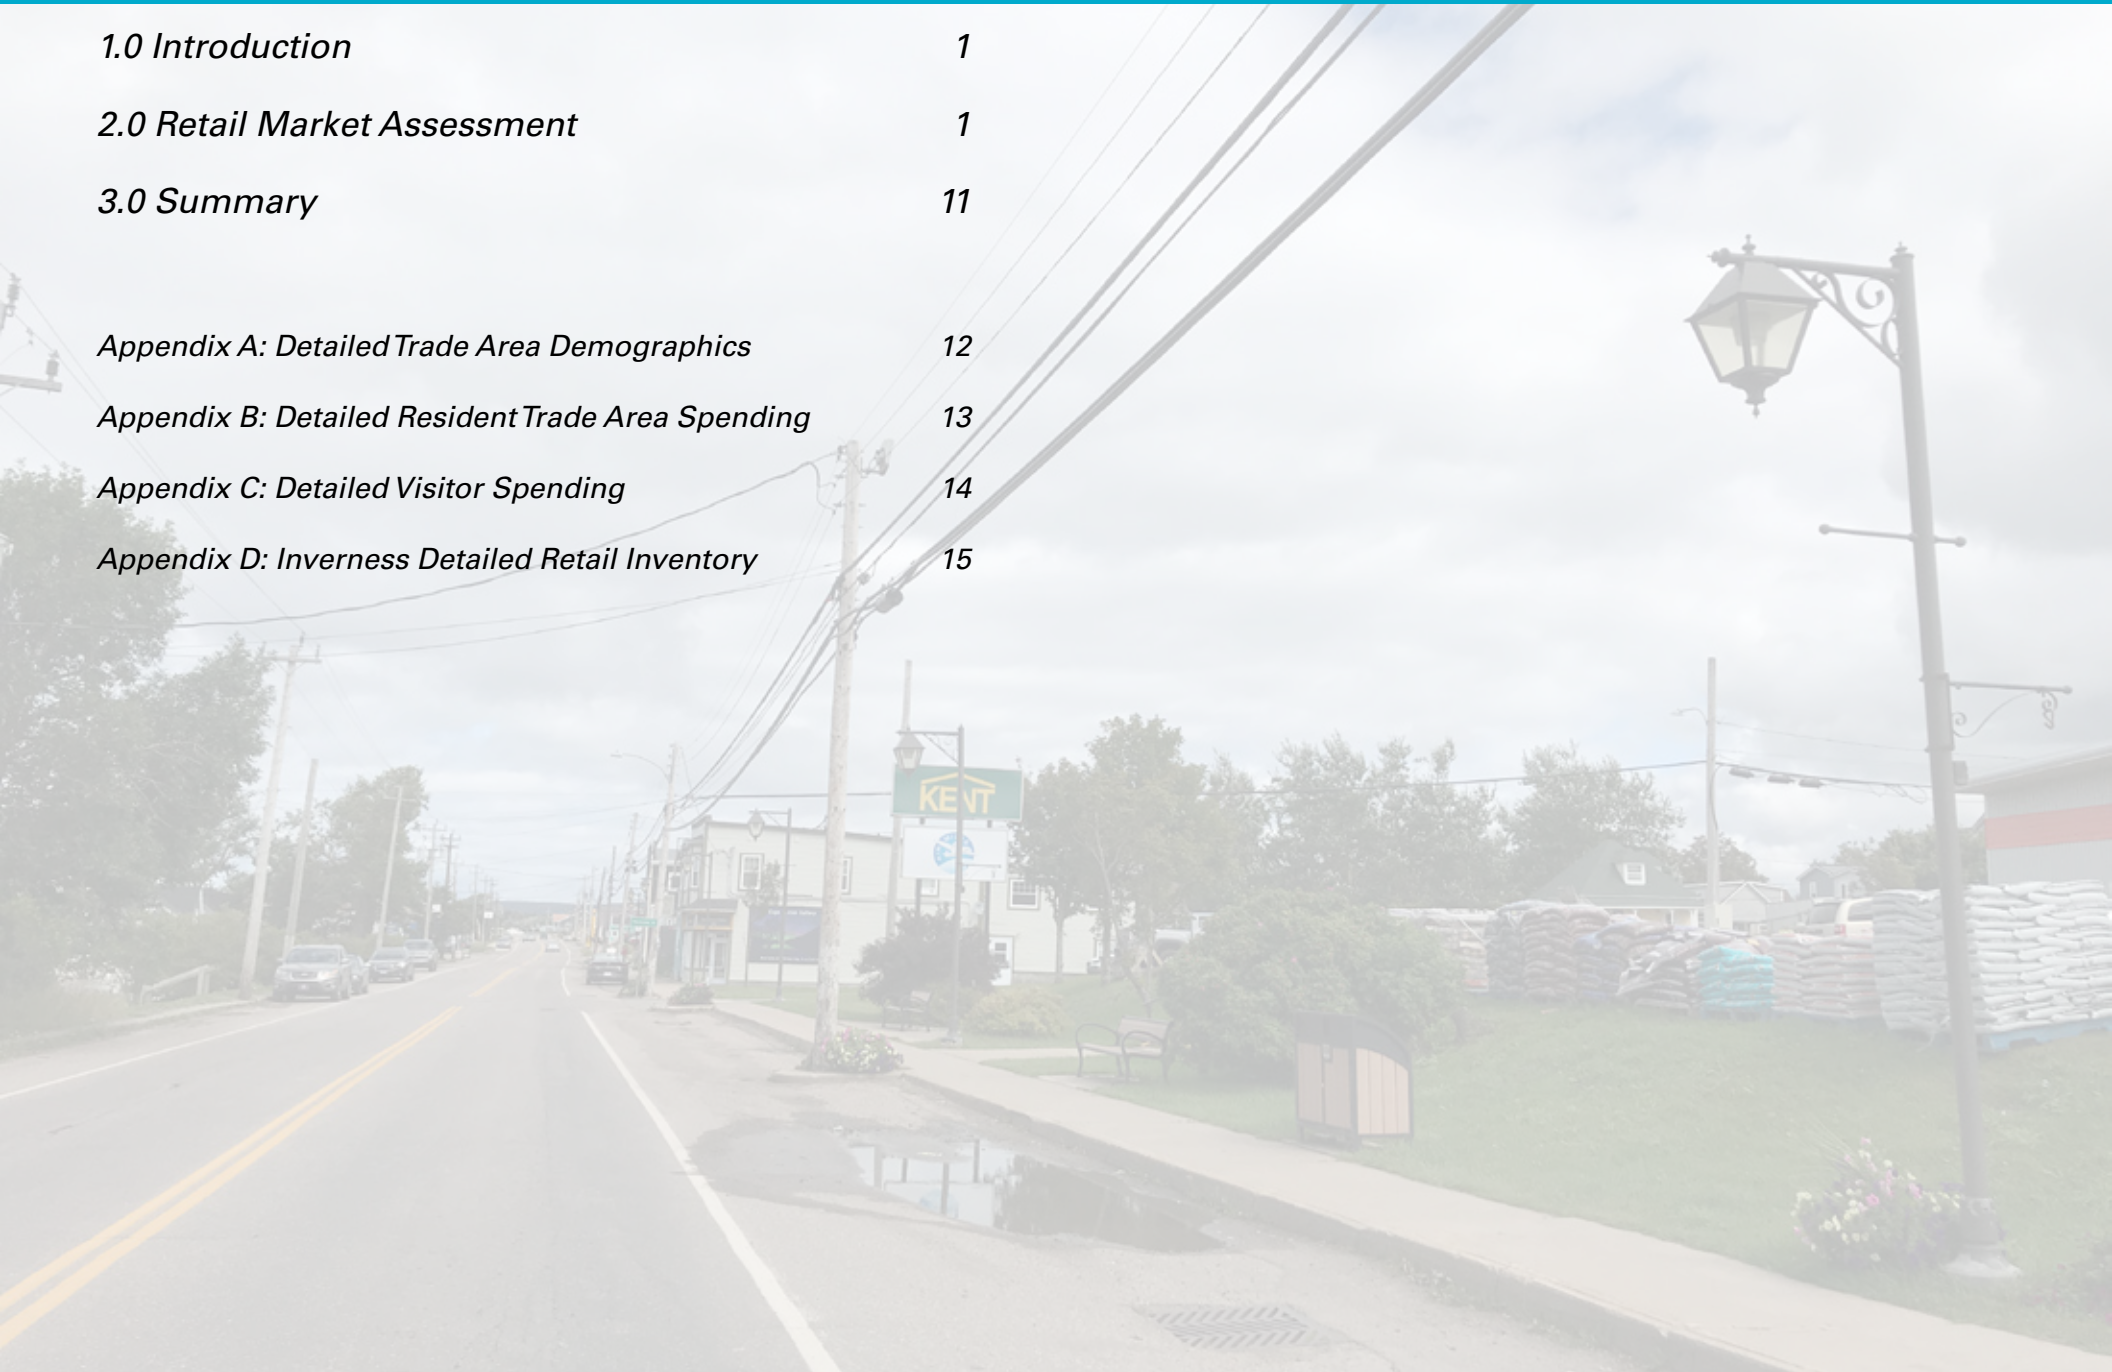 1.0 Introduction 1
2.0 Retail Market Assessment 1
3.0 Summary 11
Appendix A: Detailed Trade Area Demographics 12
Appendix B: Detailed Resident Trade Area Spending 13
Appendix C: Detailed Visitor Spending 14
Appendix D: Inverness Detailed Retail Inventory 15
KENT